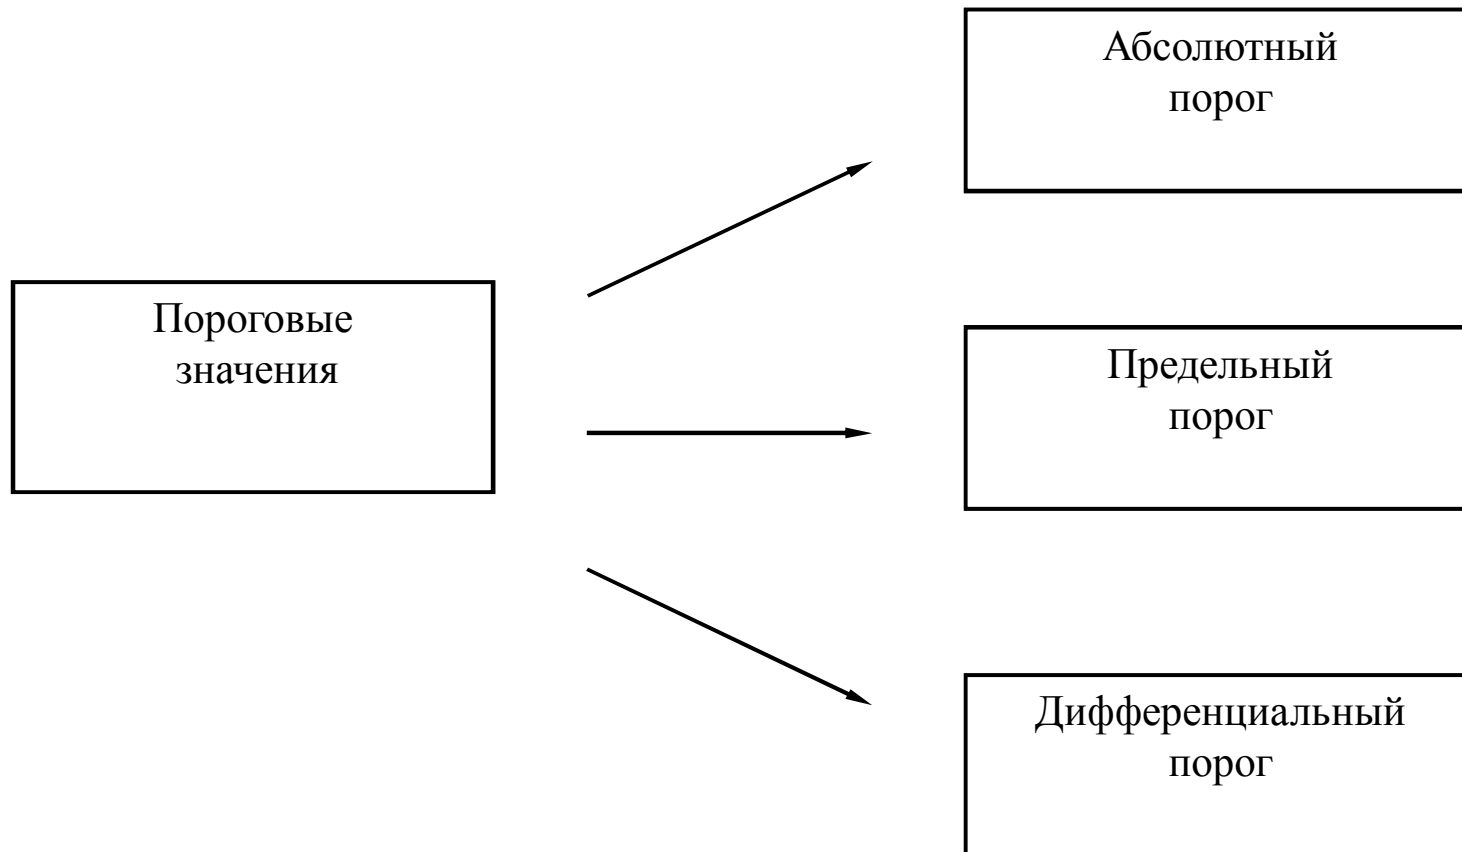 Абсолютный
порог
Пороговые
значения
Предельный
порог
Дифференциальный
порог